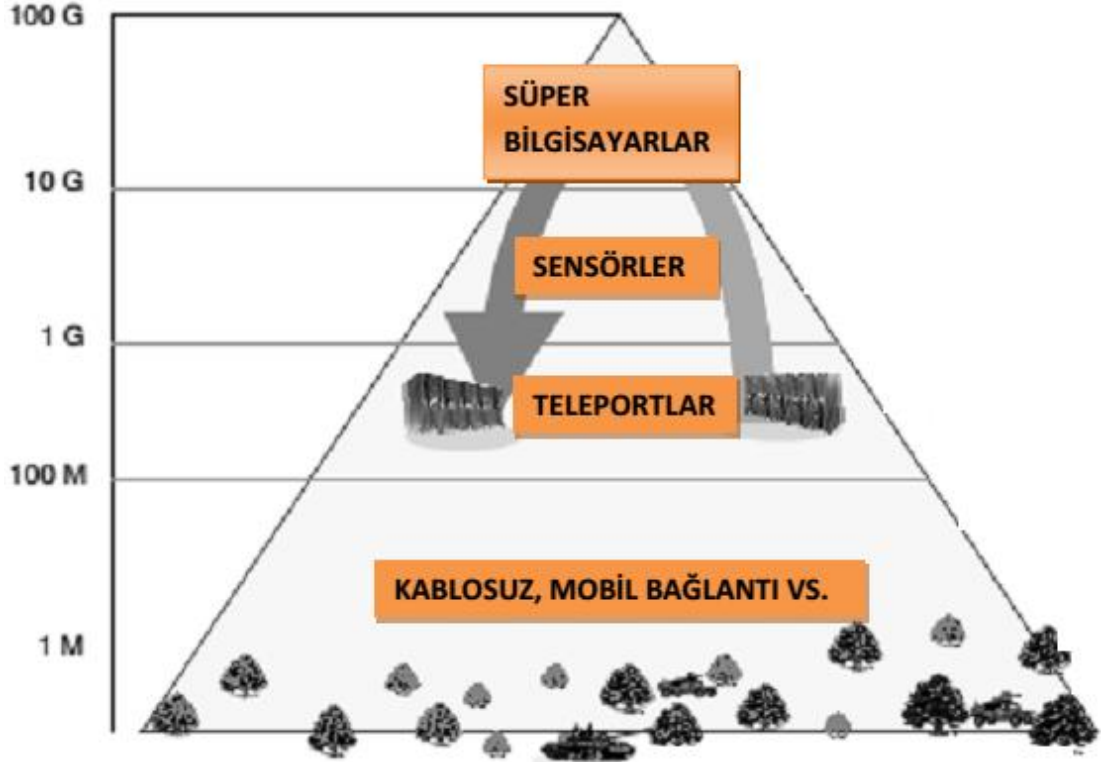 100 G
SÜPER
BİLGİSAYARLAR
10 G
SENSÖRLER
1 G
TELEPORTLAR
100 M
KABLOSUZ, MOBİL BAĞLANTI VS.
1 M